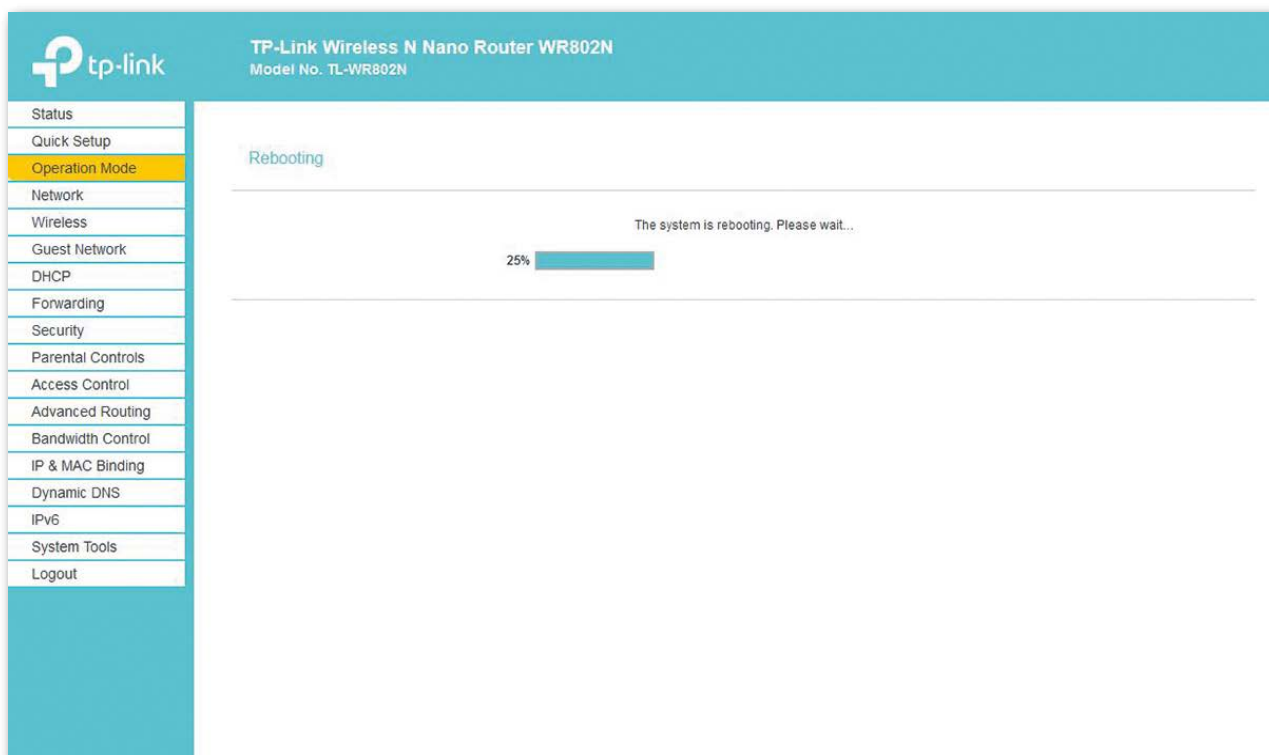 tp-link
TP-Link Wireless N Nano Router WR802N
Model No. TL-WR802N
Status
Quick Setup
Operation Mode
Network
Wireless
Guest Network
DHCP
Forwarding
Security
Parental Controls
Access Control
Advanced Routing
Bandwidth Control
IP & MAC Binding
Dynamic DNS
IPv6
System Tools
Logout
Rebooting
The system is rebooting. Please wait...
25%